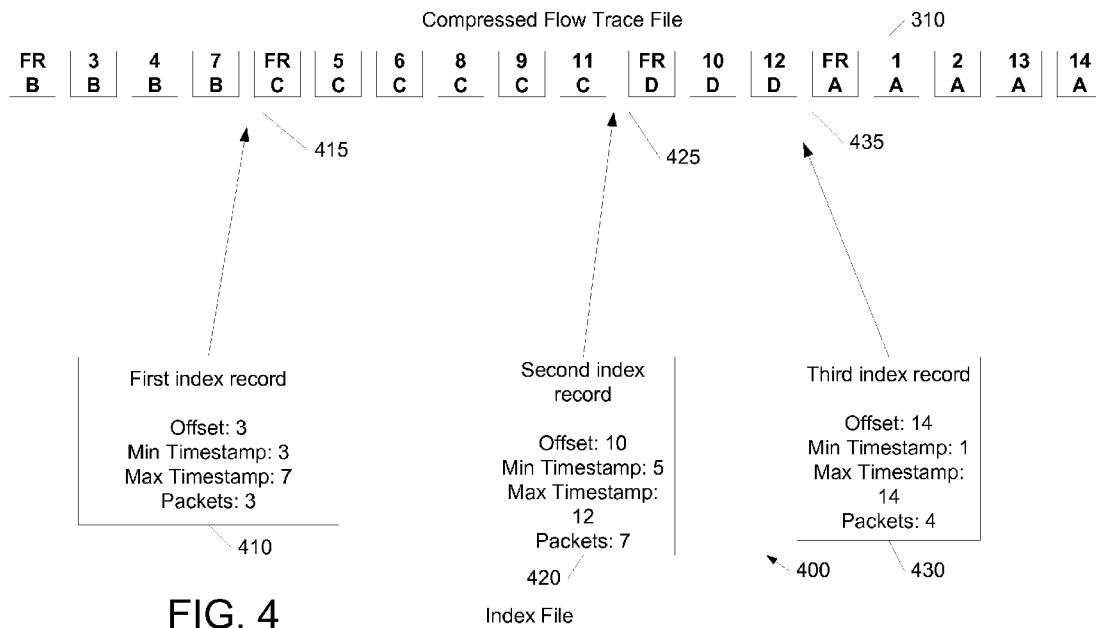 Compressed Flow Trace File
310
FR 3 4 7 FR 5 6 8 9 11 FR 10 12 FR 1 2 13 14
B B B B C C C C C C D D D A A A A A
415
425
435
First index record
Offset: 3
Min Timestamp: 3
Max Timestamp: 7
Packets: 3
410
Second index
record
Offset: 10
Min Timestamp: 5
Max Timestamp:
12
Packets: 7
420
Third index record
Offset: 14
Min Timestamp: 1
Max Timestamp:
14
Packets: 4
430
400
FIG. 4
Index File